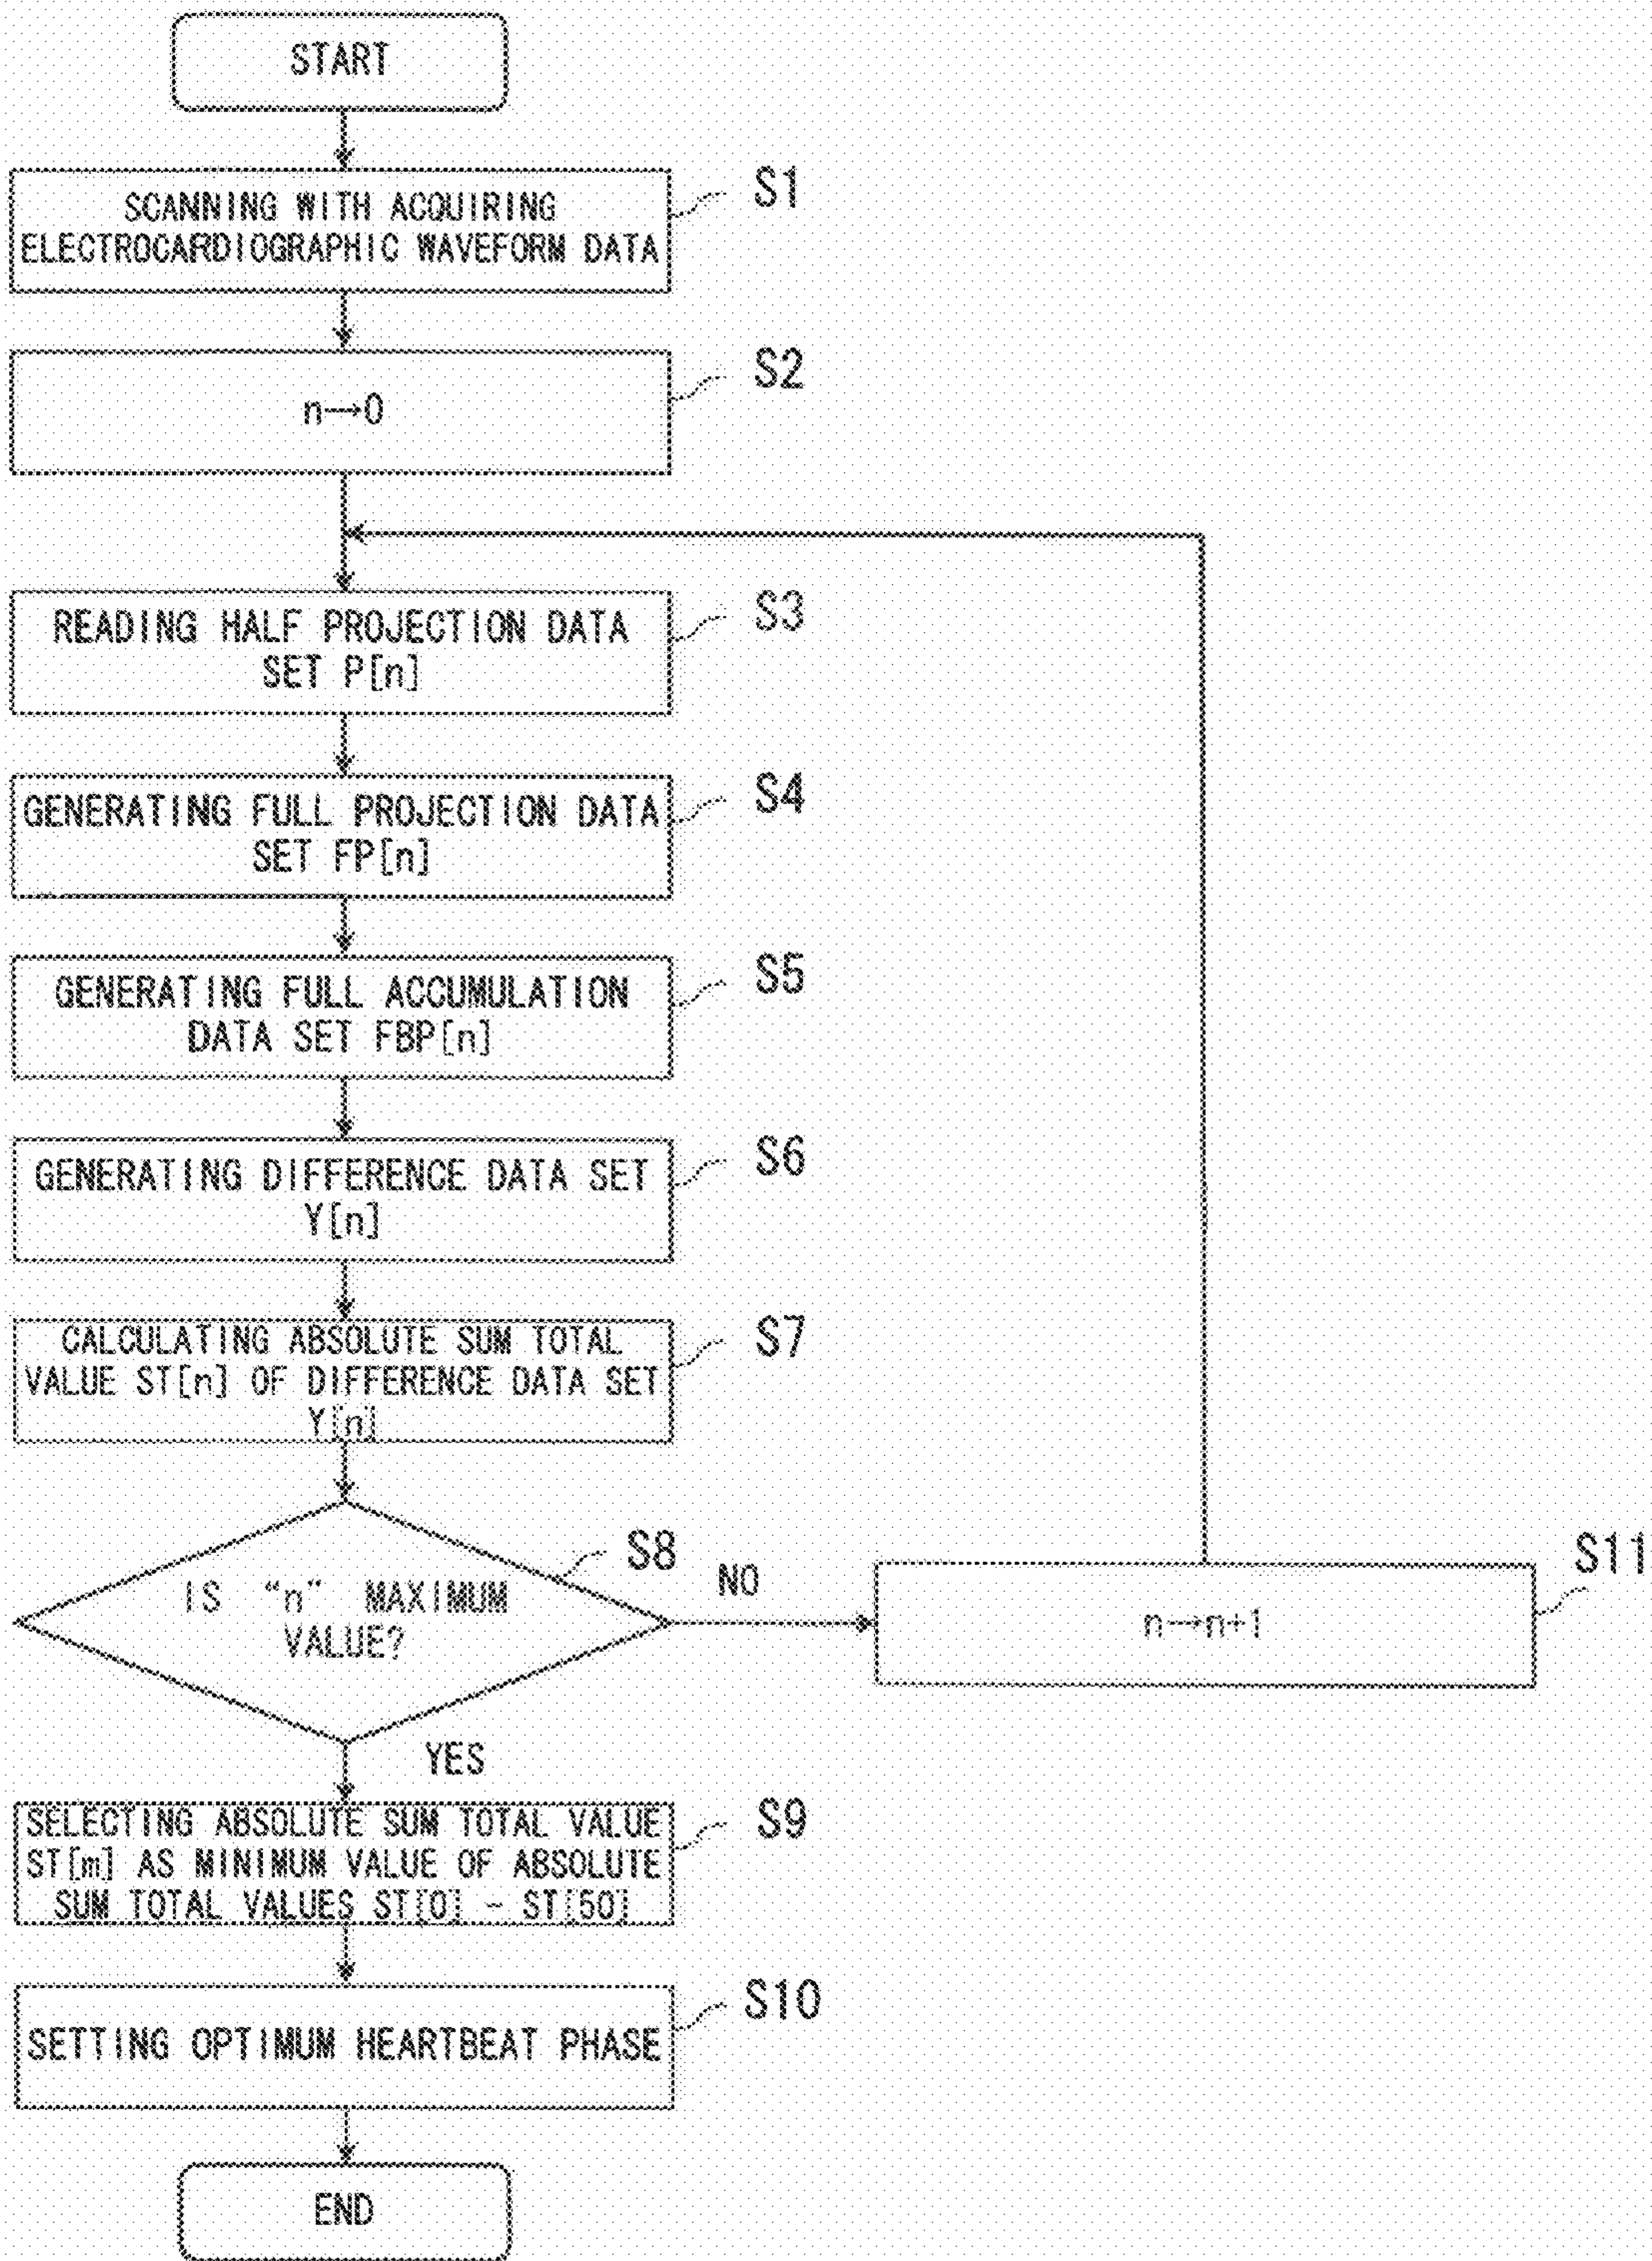 START
SCANNING WITH ACQUIRING
ELECTROCARDIOGRAPHIC WAVEFORM DATA
S1
n→0
S2
READING HALF PROJECTION DATA
SET P[n]
S3
GENERATING FULL PROJECTION DATA
SET FP[n]
S4
GENERATING FULL ACCUMULATION
DATA SET FBP[n]
S5
GENERATING DIFFERENCE DATA SET
Y[n]
S6
CALCULATING ABSOLUTE SUM TOTAL
VALUE ST[n] OF DIFFERENCE DATA SET
Y[n]
S7
IS "n" MAXIMUM
VALUE?
S8
NO
n→n+1
S11
YES
SELECTING ABSOLUTE SUM TOTAL VALUE
ST[m] AS MINIMUM VALUE OF ABSOLUTE
SUM TOTAL VALUES ST[0] - ST[50]
S9
SETTING OPTIMUM HEARTBEAT PHASE
S10
END